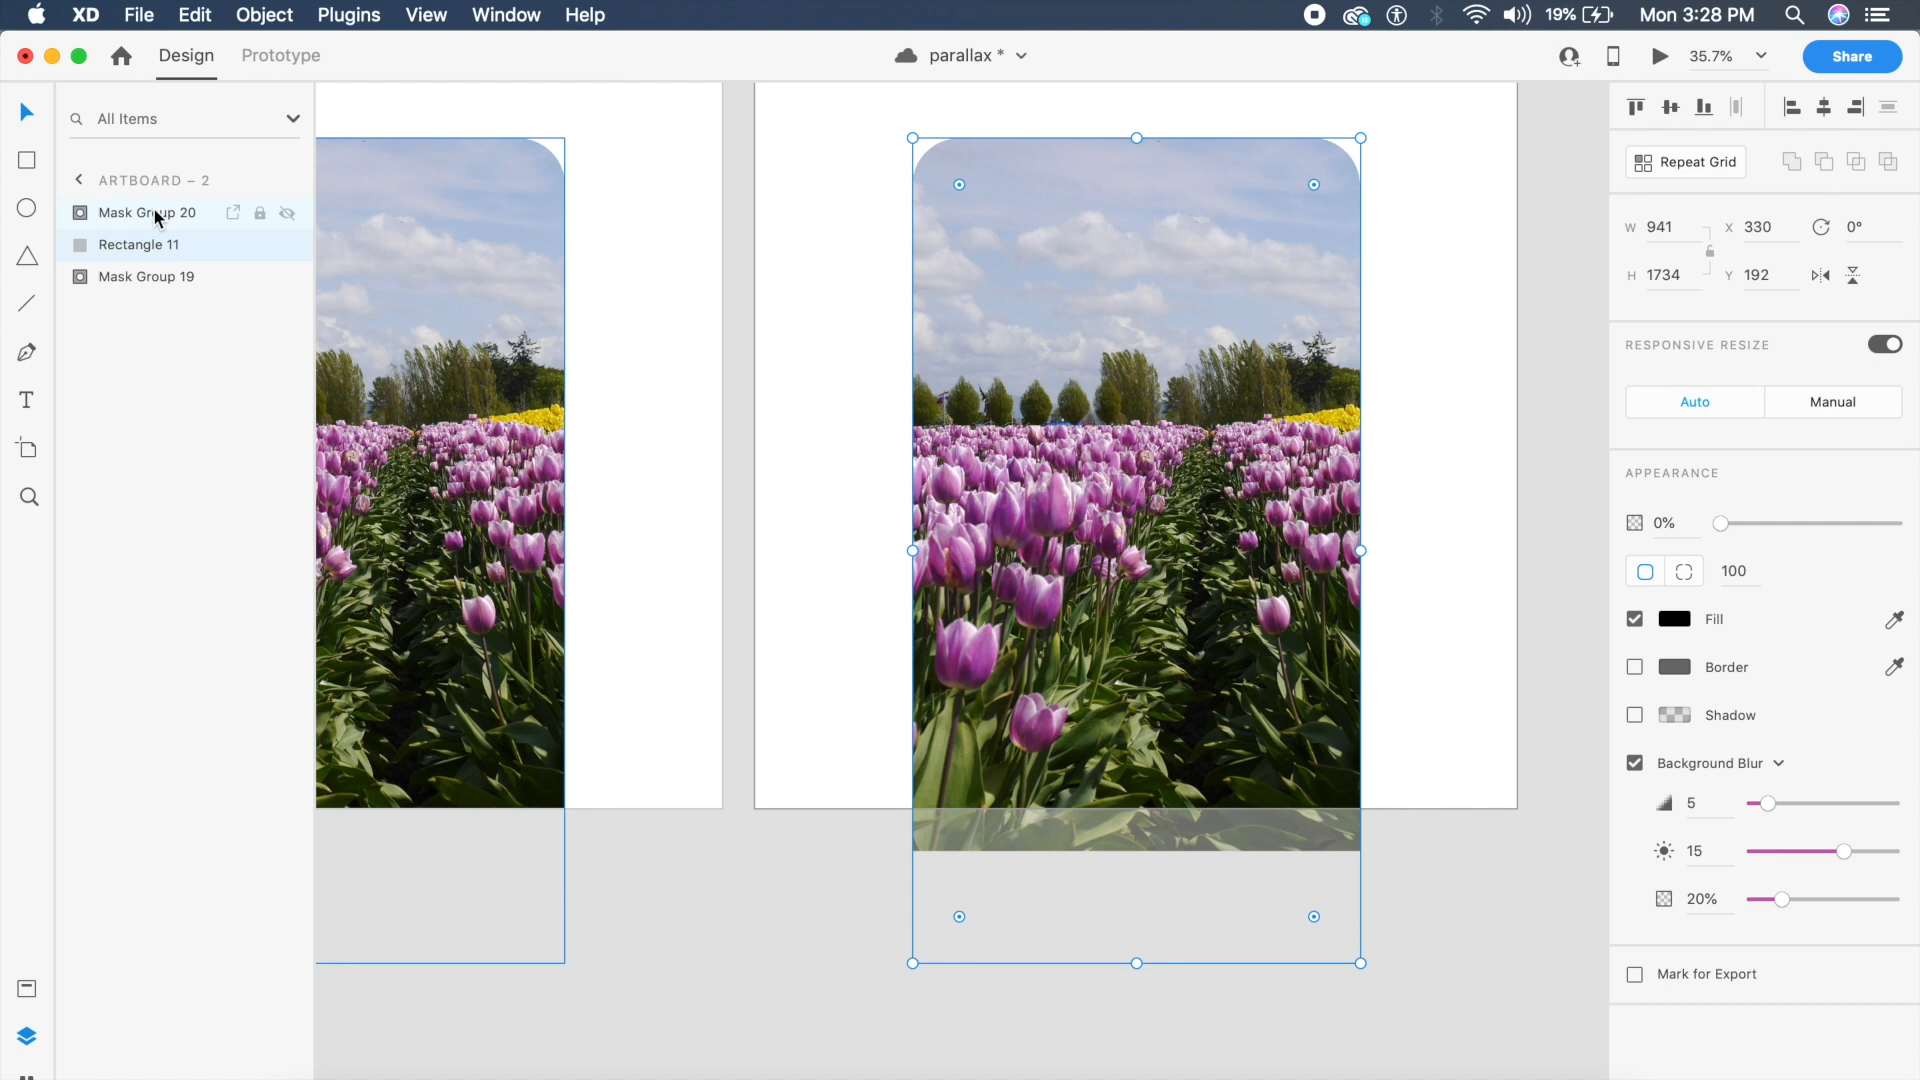 XD File Edit Object Plugins View Window Help 19% Mon 3:28 PM
Design Prototype parallax * 35.7% Share
All Items
ARTBOARD – 2
Mask Group 20
Rectangle 11
Mask Group 19
T
Repeat Grid
W 941 X 330 0°
H 1734 Y 192
RESPONSIVE RESIZE
Auto Manual
APPEARANCE
0%
100
Fill
Border
Shadow
Background Blur
5
15
20%
Mark for Export